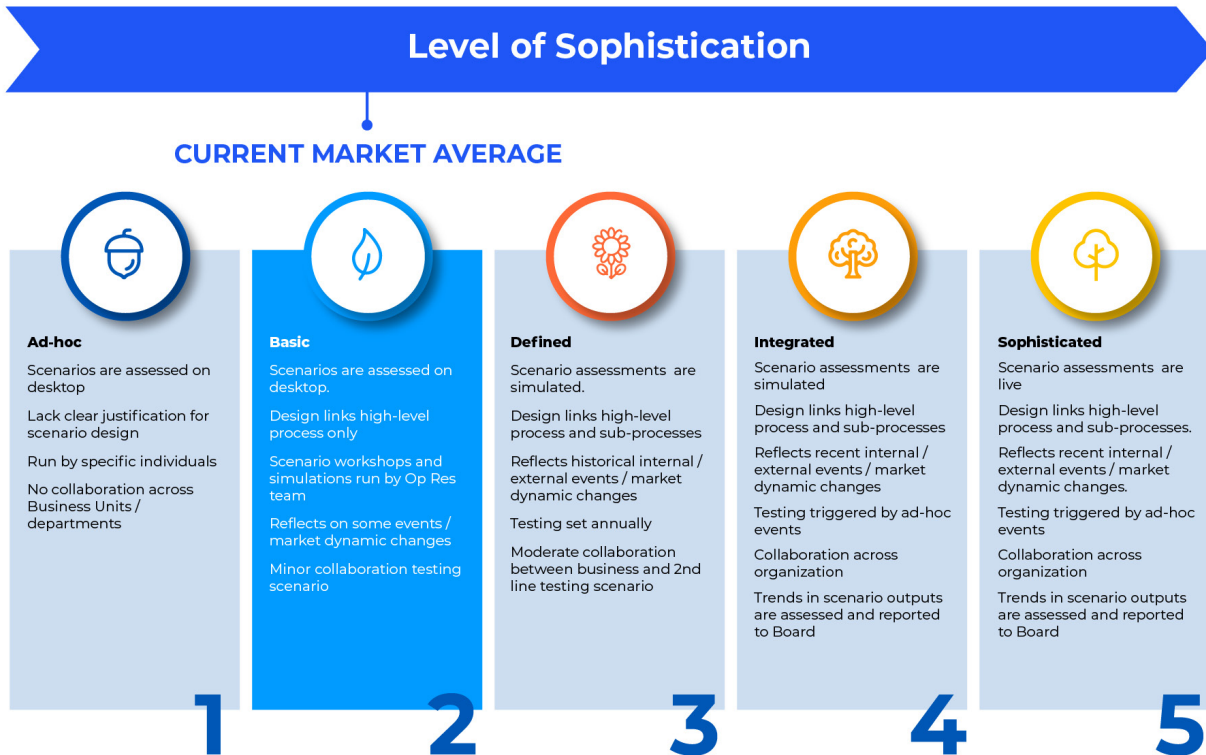 Level of Sophistication
CURRENT MARKET AVERAGE
Ad-hoc
Scenarios are assessed on
desktop
Lack clear justification for
scenario design
Run by specific individuals
No collaboration across
Business Units /
departments
1
Basic
Scenarios are assessed on
desktop.
Design links high-level
process only
Scenario workshops and
simulations run by Op Res
team
Reflects on some events /
market dynamic changes
Minor collaboration testing
scenario
2
Defined
Scenario assessments are
simulated.
Design links high-level
process and sub-processes
Reflects historical internal /
external events / market
dynamic changes
Testing set annually
Moderate collaboration
between business and 2nd
line testing scenario
3
Integrated
Scenario assessments are
simulated
Design links high-level
process and sub-processes
Reflects recent internal /
external events / market
dynamic changes
Testing triggered by ad-hoc
events
Collaboration across
organization
Trends in scenario outputs
are assessed and reported
to Board
4
Sophisticated
Scenario assessments are
live
Design links high-level
process and sub-processes.
Reflects recent internal /
external events / market
dynamic changes.
Testing triggered by ad-hoc
events
Collaboration across
organization
Trends in scenario outputs
are assessed and reported
to Board
5